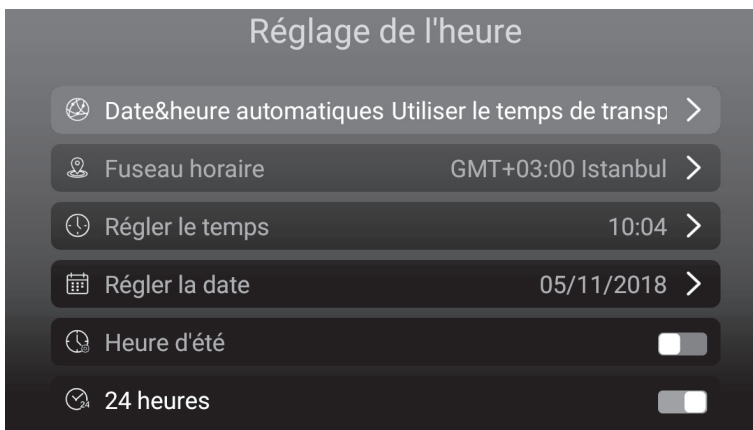 Réglage de l'heure
Date&heure automatiques Utiliser le temps de transp
Fuseau horaire GMT+03:00 Istanbul
Régler le temps 10:04
Régler la date 05/11/2018
Heure d'été
24 heures